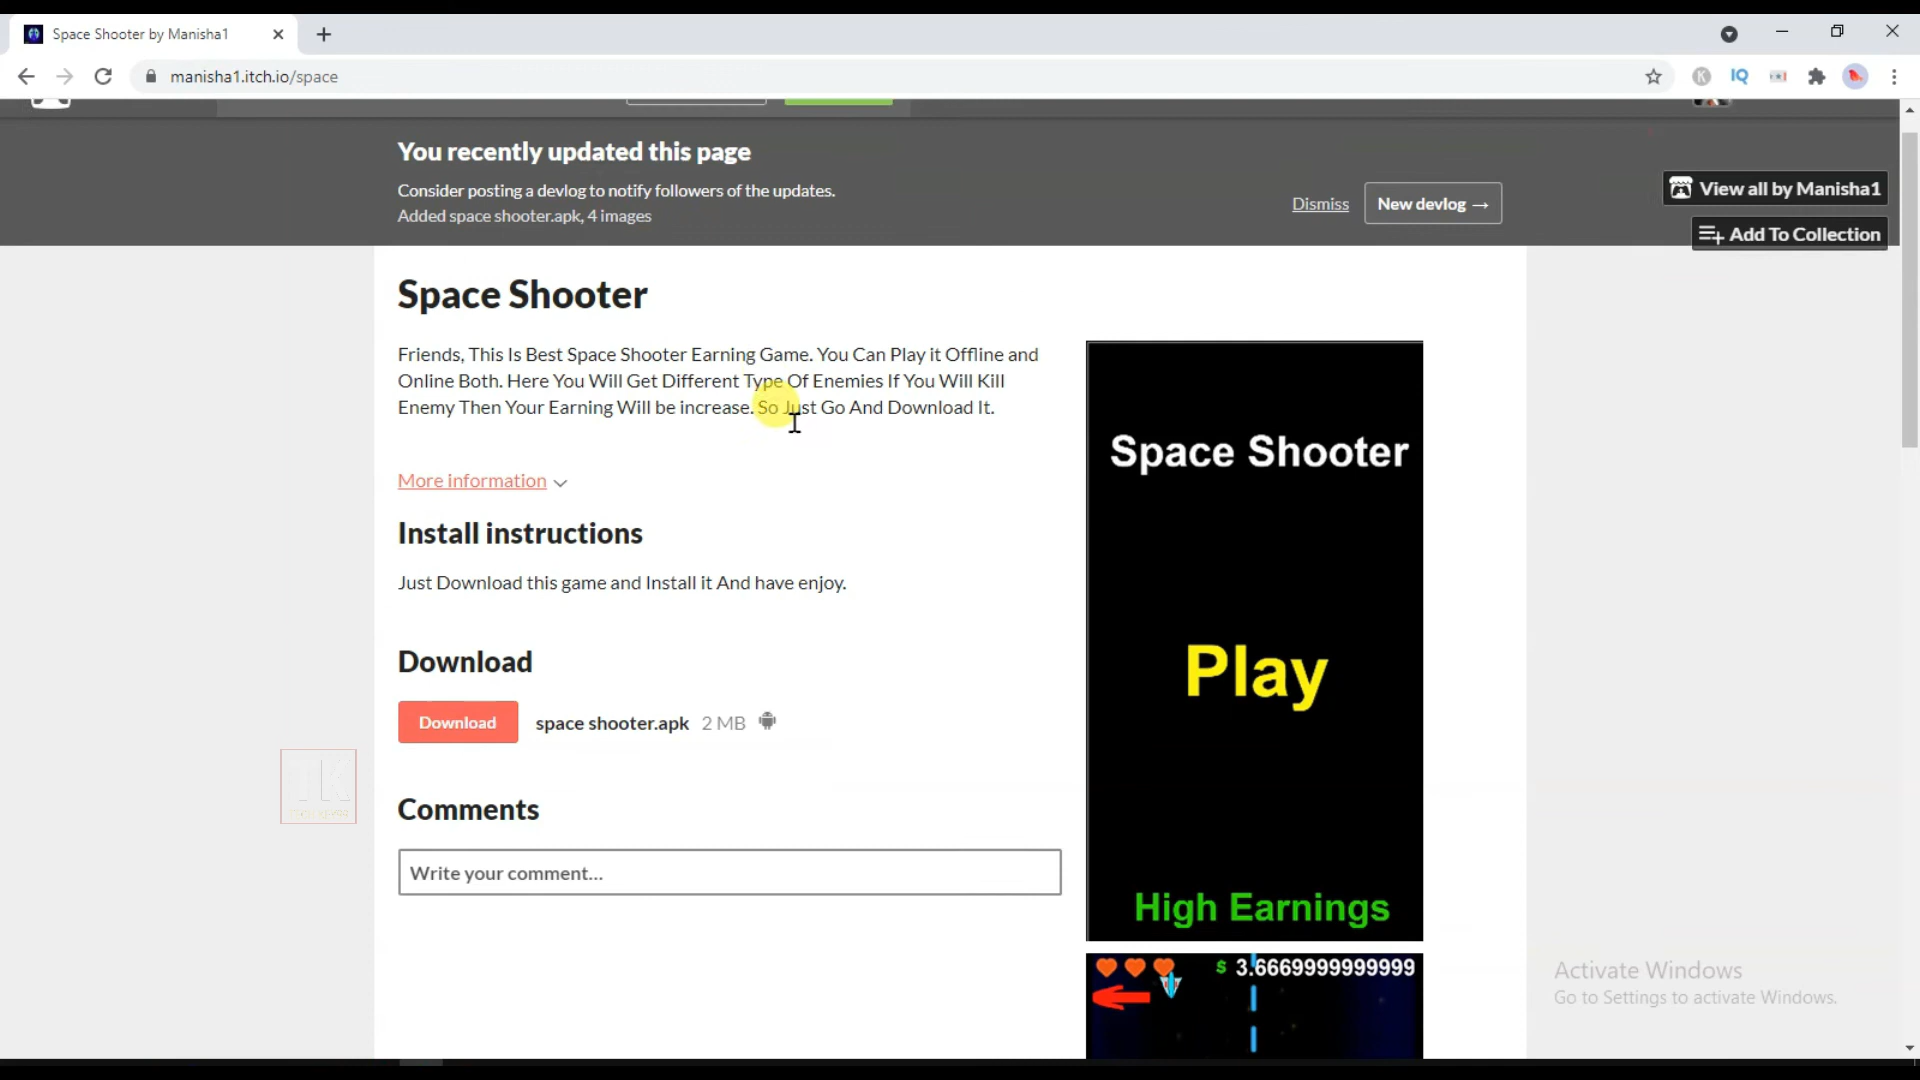 Space Shooter by Manisha1
manisha1.itch.io/space
You recently updated this page
Consider posting a devlog to notify followers of the updates.
Added space shooter.apk, 4 images
Dismiss
New devlog →
View all by Manisha1
Add To Collection
Space Shooter
Friends, This Is Best Space Shooter Earning Game. You Can Play it Offline and
Online Both. Here You Will Get Different Type Of Enemies If You Will Kill
Enemy Then Your Earning Will be increase. So Just Go And Download It.
More information
Install instructions
Just Download this game and Install it And have enjoy.
Download
Download space shooter.apk 2 MB
Comments
Write your comment...
Space Shooter
Play
High Earnings
$ 3.6669999999999
TK
Activate Windows
Go to Settings to activate Windows.